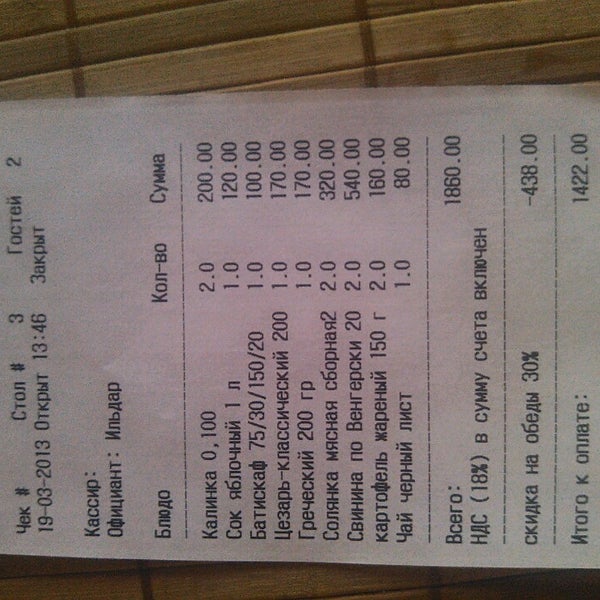 Чек # Стол # 3 Гостей 2
19-03-2013 Открыт 13:46 Закрыт
Кассир:
Официант: Ильдар
Блюдо Кол-во Сумма
Калинка 0,100 2.0 200.00
Сок яблочный 1 л 1.0 120.00
Батискаф 75/30/150/20 1.0 100.00
Цезарь-классический 200 1.0 170.00
Греческий 200 гр 1.0 170.00
Солянка мясная сборная2 2.0 320.00
Свинина по Венгерски 20 2.0 540.00
картофель жареный 150 г 2.0 160.00
Чай черный лист 1.0 80.00
Всего: 1860.00
НДС (18%) в сумму счета включен
скидка на обеды 30% -438.00
Итого к оплате: 1422.00